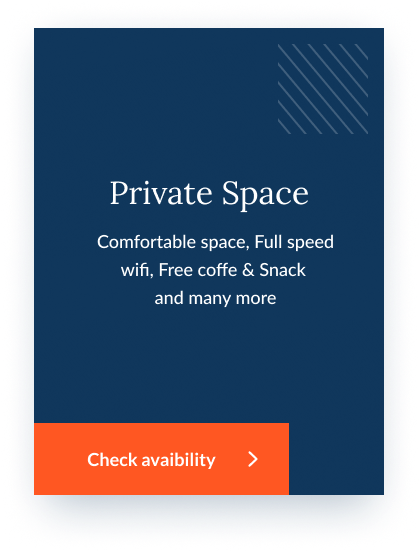 Private Space
Comfortable space, Full speed
wifi, Free coffe & Snack
and many more
Check avaibility